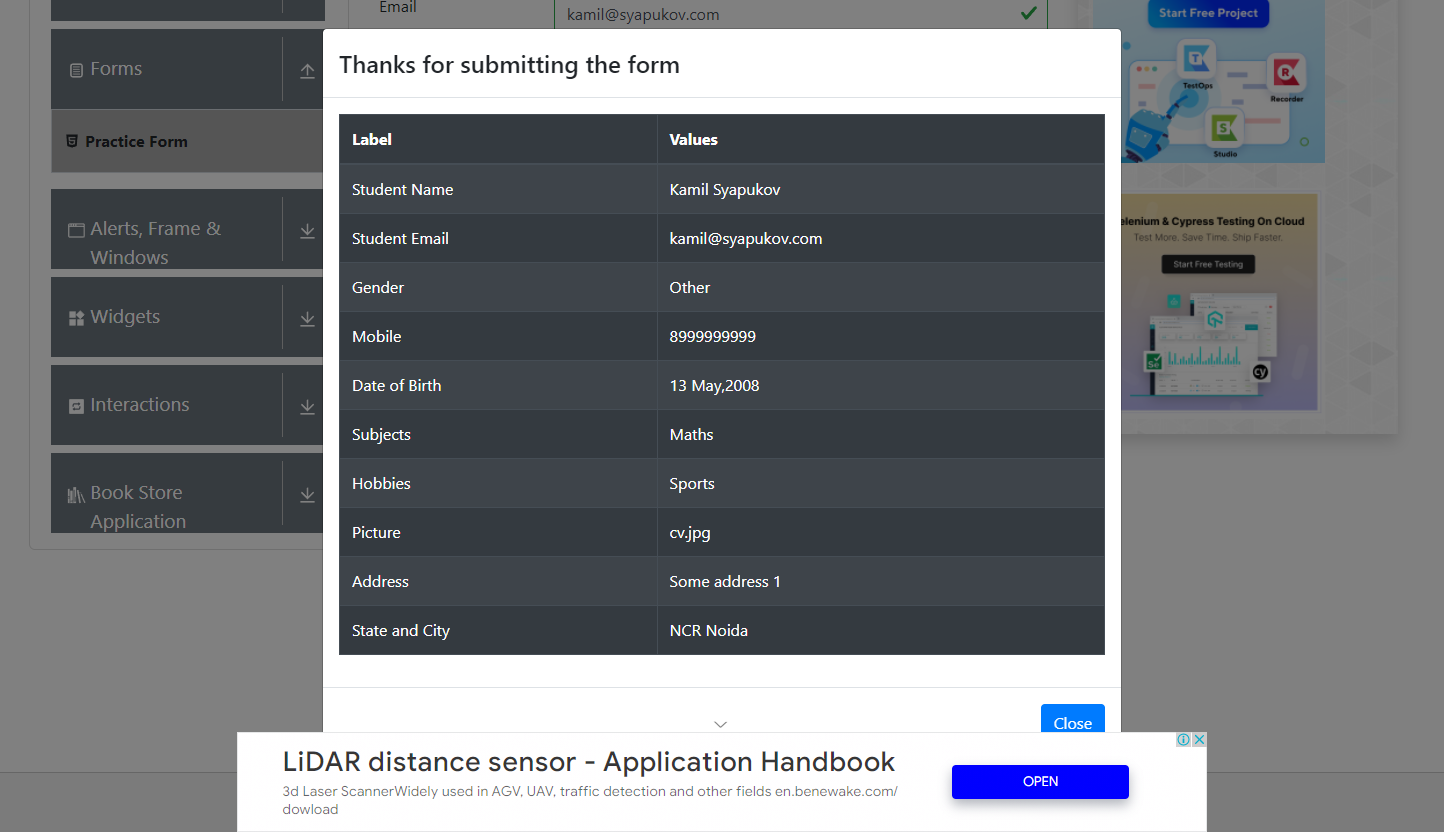 Email
kamil@syapukov.com
Start Free Project
Forms
Practice Form
Alerts, Frame &
Windows
Widgets
Interactions
Book Store
Application
Thanks for submitting the form
Label Values
Student Name Kamil Syapukov
Student Email kamil@syapukov.com
Gender Other
Mobile 8999999999
Date of Birth 13 May,2008
Subjects Maths
Hobbies Sports
Picture cv.jpg
Address Some address 1
State and City NCR Noida
Close
TestOps
Recorder
Studio
elenium & Cypress Testing On Cloud
Test More. Save Time. Ship Faster.
Start Free Testing
Se
cy
LiDAR distance sensor - Application Handbook
3d Laser ScannerWidely used in AGV, UAV, traffic detection and other fields en.benewake.com/
dowload
OPEN